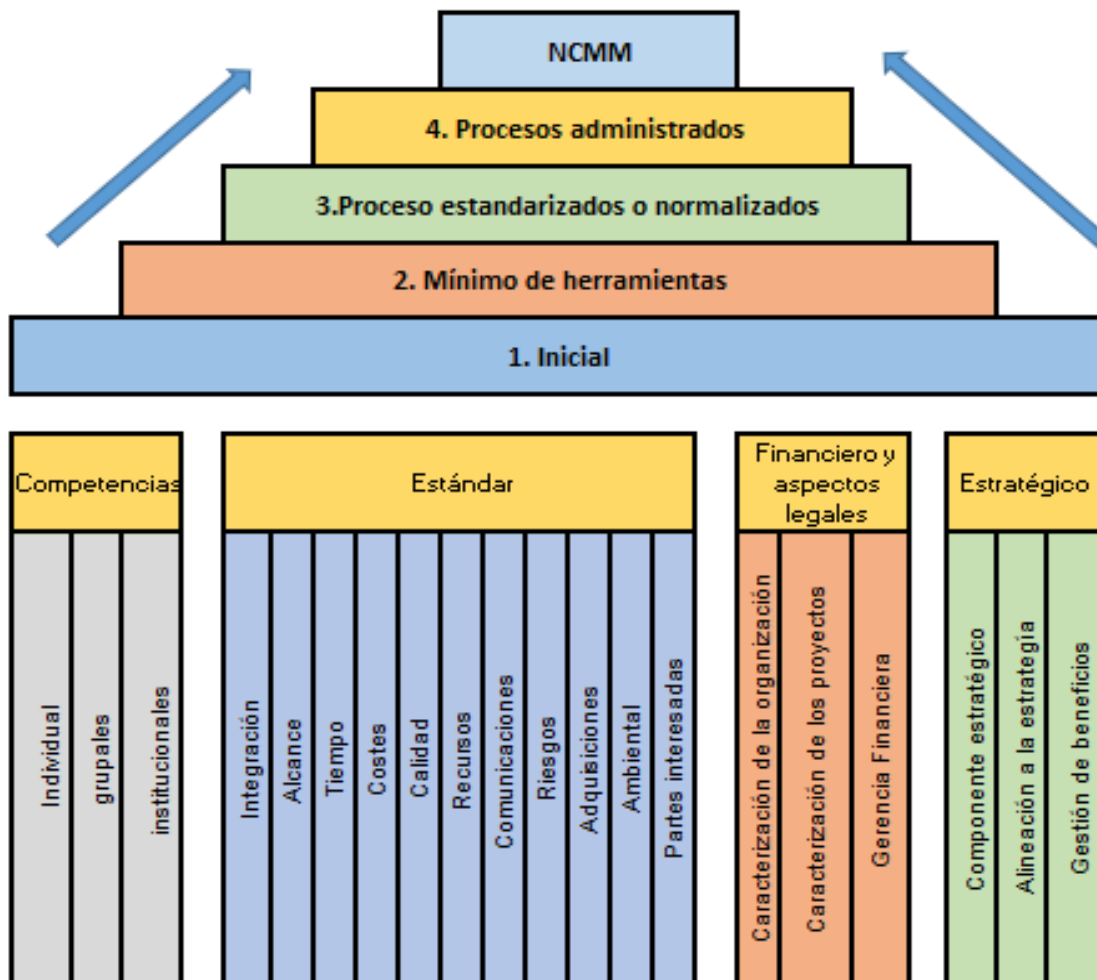 NCMM
4. Procesos administrados
3.Proceso estandarizados o normalizados
2. Mínimo de herramientas
1. Inicial
Competencias
Individual
grupales
institucionales
Estándar
Integración
Alcance
Tiempo
Costes
Calidad
Recursos
Comunicaciones
Riesgos
Adquisiciones
Ambiental
Partes interesadas
Financiero y
aspectos
legales
Caracterización de la organización
Caracterización de los proyectos
Gerencia Financiera
Estratégico
Componente estratégico
Alineación a la estrategia
Gestión de beneficios